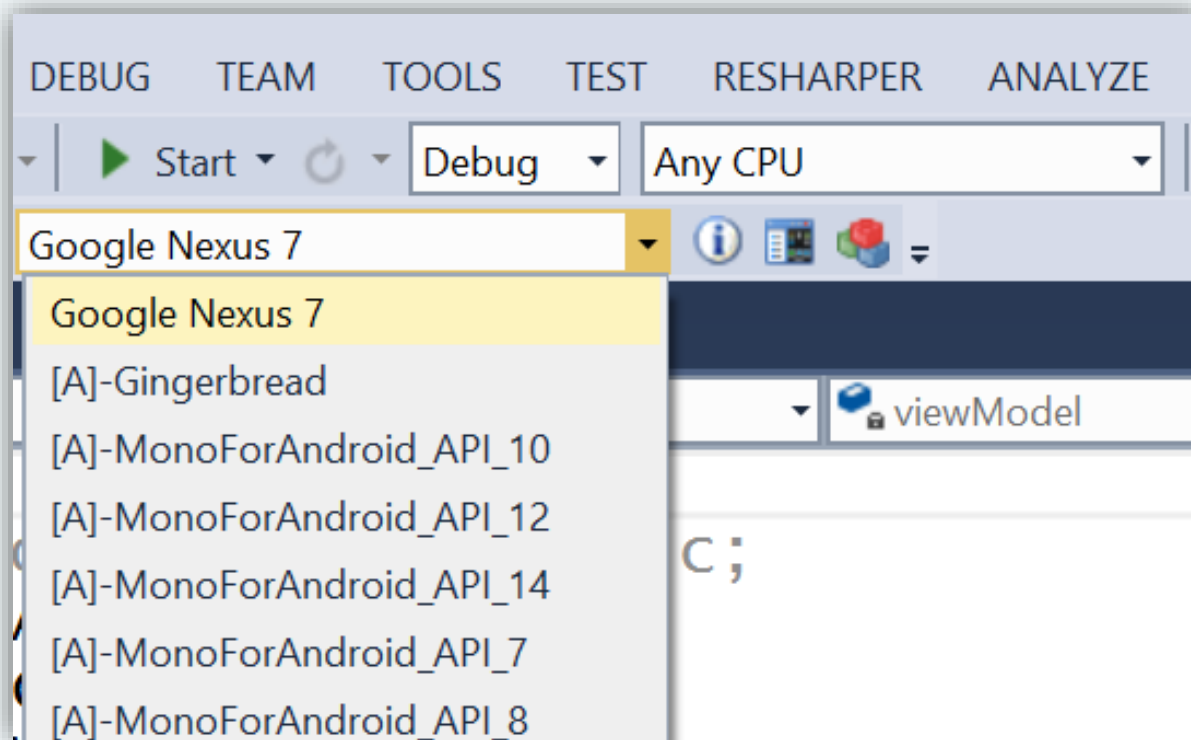 DEBUG TEAM TOOLS TEST RESHARPER ANALYZE
Start Debug Any CPU
Google Nexus 7
Google Nexus 7
[A]-Gingerbread
[A]-MonoForAndroid_API_10
viewModel
[A]-MonoForAndroid_API_12
c;
[A]-MonoForAndroid_API_14
[A]-MonoForAndroid_API_7
[A]-MonoForAndroid_API_8